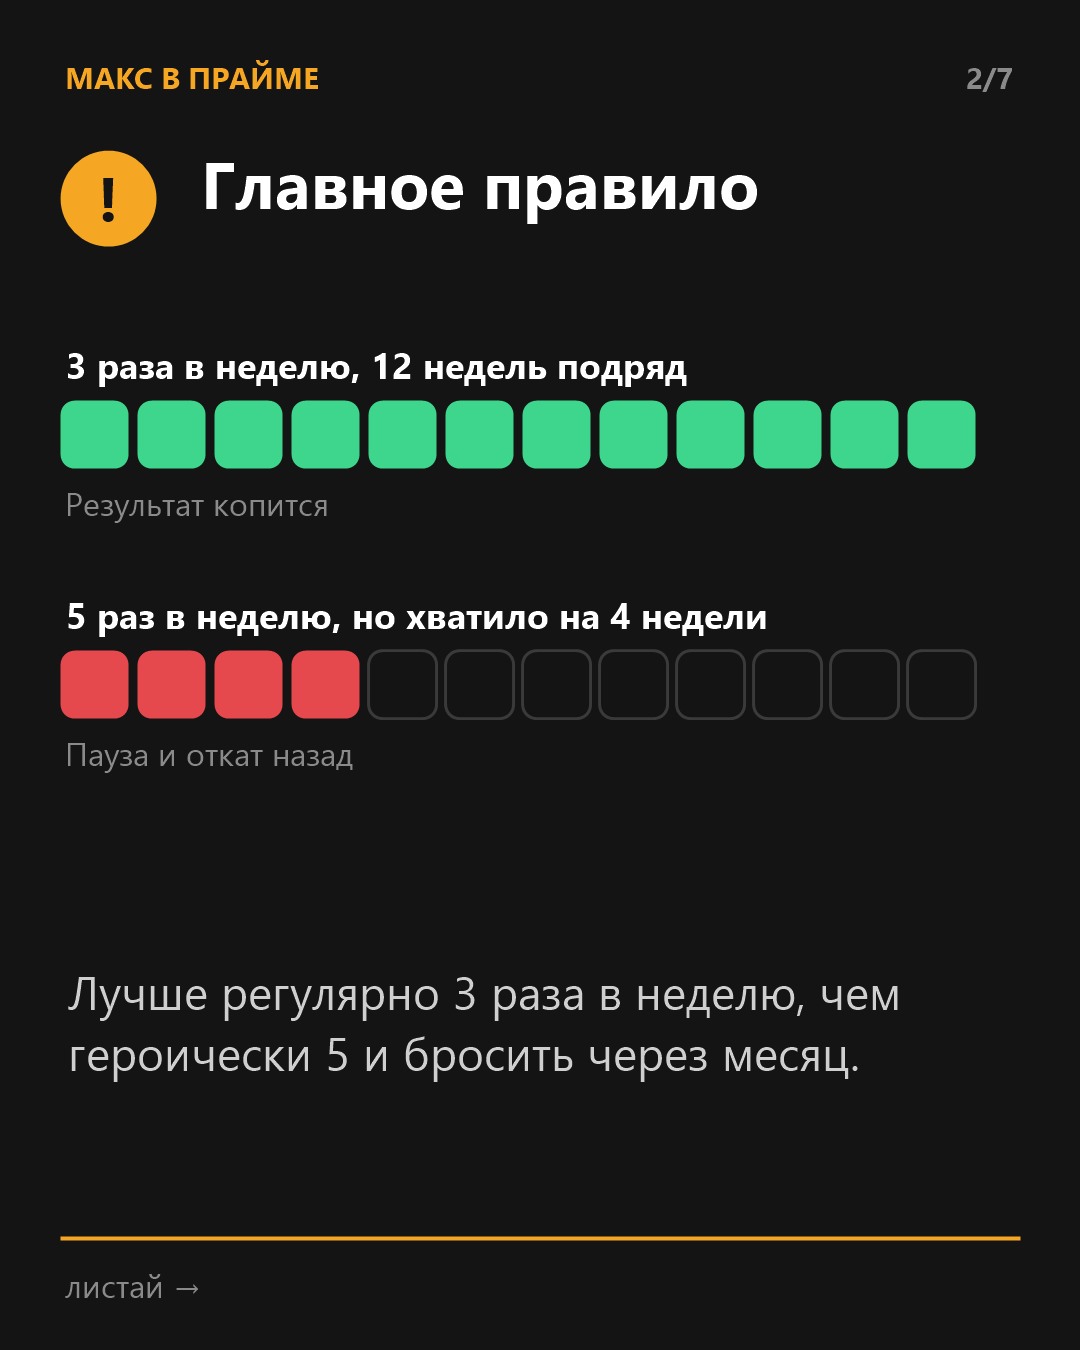 МАКС В ПРАЙМЕ
2/7
!
Главное правило
3 раза в неделю, 12 недель подряд
Результат копится
5 раз в неделю, но хватило на 4 недели
Пауза и откат назад
Лучше регулярно 3 раза в неделю, чем
героически 5 и бросить через месяц.
листай →